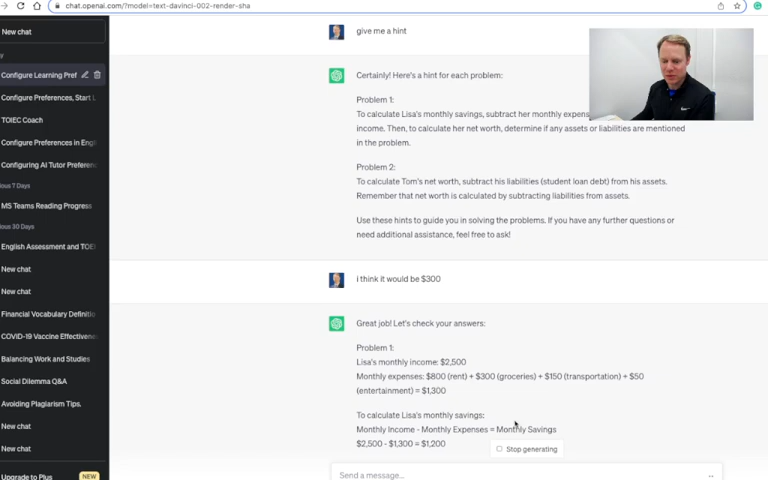 chat.openai.com/?model=text-davinci-002-render-sha
New chat
Configure Learning Pref
Configure Preferences, Start L
TOIEC Coach
Configure Preferences in Engl
Configuring AI Tutor Preferenc
ious 7 Days
MS Teams Reading Progress
ious 30 Days
English Assessment and TOEI
New chat
New chat
Financial Vocabulary Definitio
COVID-19 Vaccine Effectivene
Balancing Work and Studies
Social Dilemma Q&A
Avoiding Plagiarism Tips.
New chat
New chat
Upgrade to Plus NEW
give me a hint
Certainly! Here's a hint for each problem:
Problem 1:
To calculate Lisa's monthly savings, subtract her monthly expens
income. Then, to calculate her net worth, determine if any assets or liabilities are mentioned
in the problem.
Problem 2:
To calculate Tom's net worth, subtract his liabilities (student loan debt) from his assets.
Remember that net worth is calculated by subtracting liabilities from assets.
Use these hints to guide you in solving the problems. If you have any further questions or
need additional assistance, feel free to ask!
i think it would be $300
Great job! Let's check your answers:
Problem 1:
Lisa's monthly income: $2,500
Monthly expenses: $800 (rent) + $300 (groceries) + $150 (transportation) + $50
(entertainment) = $1,300
To calculate Lisa's monthly savings:
Monthly Income - Monthly Expenses = Monthly Savings
$2,500 - $1,300 = $1,200
Stop generating
Send a message...